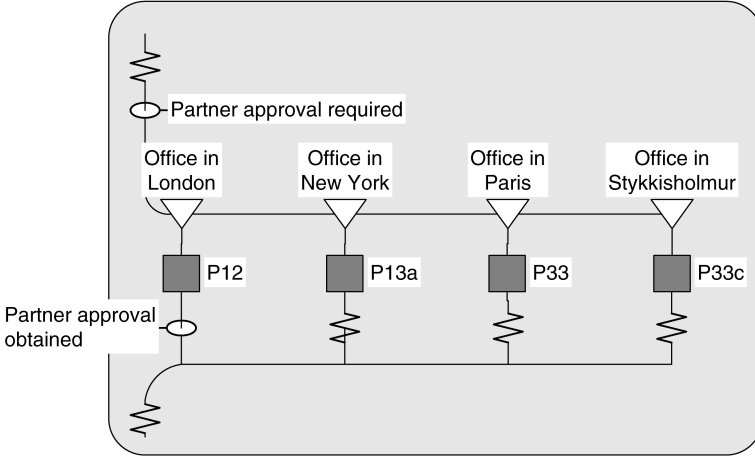 Partner approval required
Office in
London
Office in
New York
Office in
Paris
Office in
Stykkisholmur
P12
P13a
P33
P33c
Partner approval
obtained